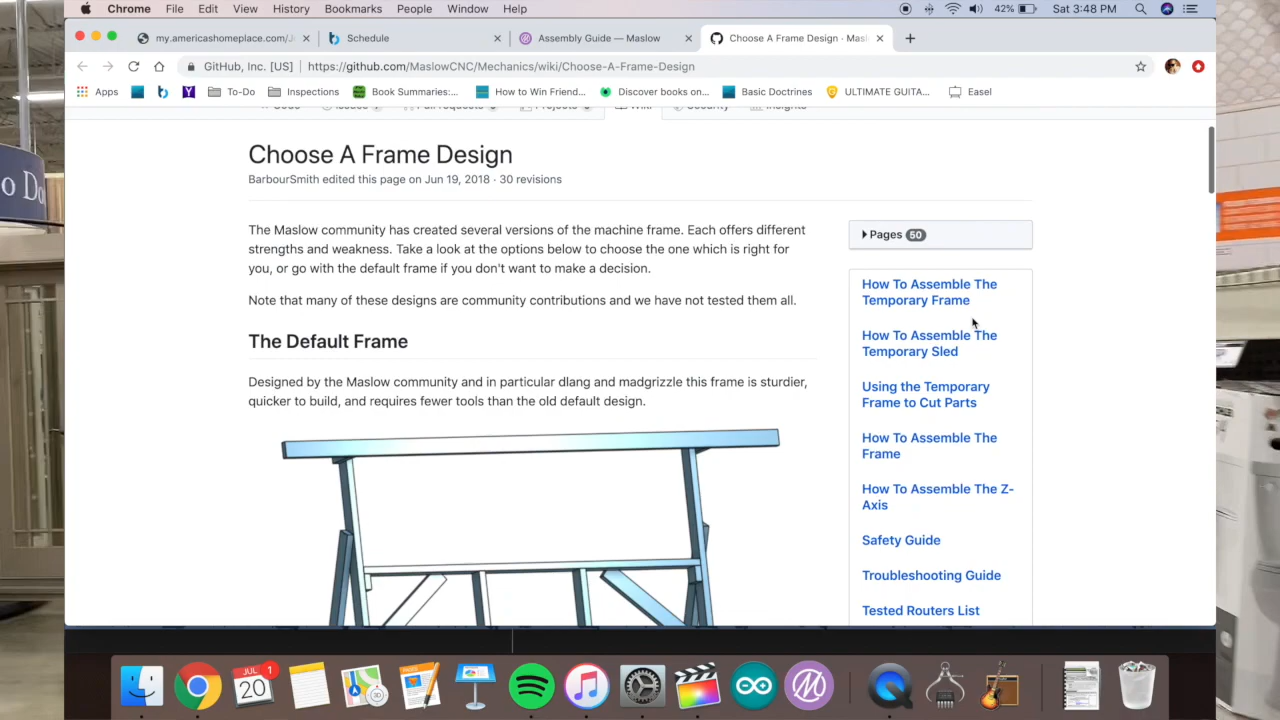 Chrome File Edit View History Bookmarks People Window Help 42% Sat 3:48 PM
my.americashomeplace.com/J
Schedule
Assembly Guide — Maslow
Choose A Frame Design · Mas
GitHub, Inc. [US] https://github.com/MaslowCNC/Mechanics/wiki/Choose-A-Frame-Design
Apps To-Do Inspections Book Summaries:... How to Win Friend... Discover books on... Basic Doctrines ULTIMATE GUITA... Easel
Choose A Frame Design
BarbourSmith edited this page on Jun 19, 2018 · 30 revisions
The Maslow community has created several versions of the machine frame. Each offers different
strengths and weakness. Take a look at the options below to choose the one which is right for
you, or go with the default frame if you don't want to make a decision.
Note that many of these designs are community contributions and we have not tested them all.
The Default Frame
Designed by the Maslow community and in particular dlang and madgrizzle this frame is sturdier,
quicker to build, and requires fewer tools than the old default design.
Pages 50
How To Assemble The
Temporary Frame
How To Assemble The
Temporary Sled
Using the Temporary
Frame to Cut Parts
How To Assemble The
Frame
How To Assemble The Z-
Axis
Safety Guide
Troubleshooting Guide
Tested Routers List
JUL 1
20